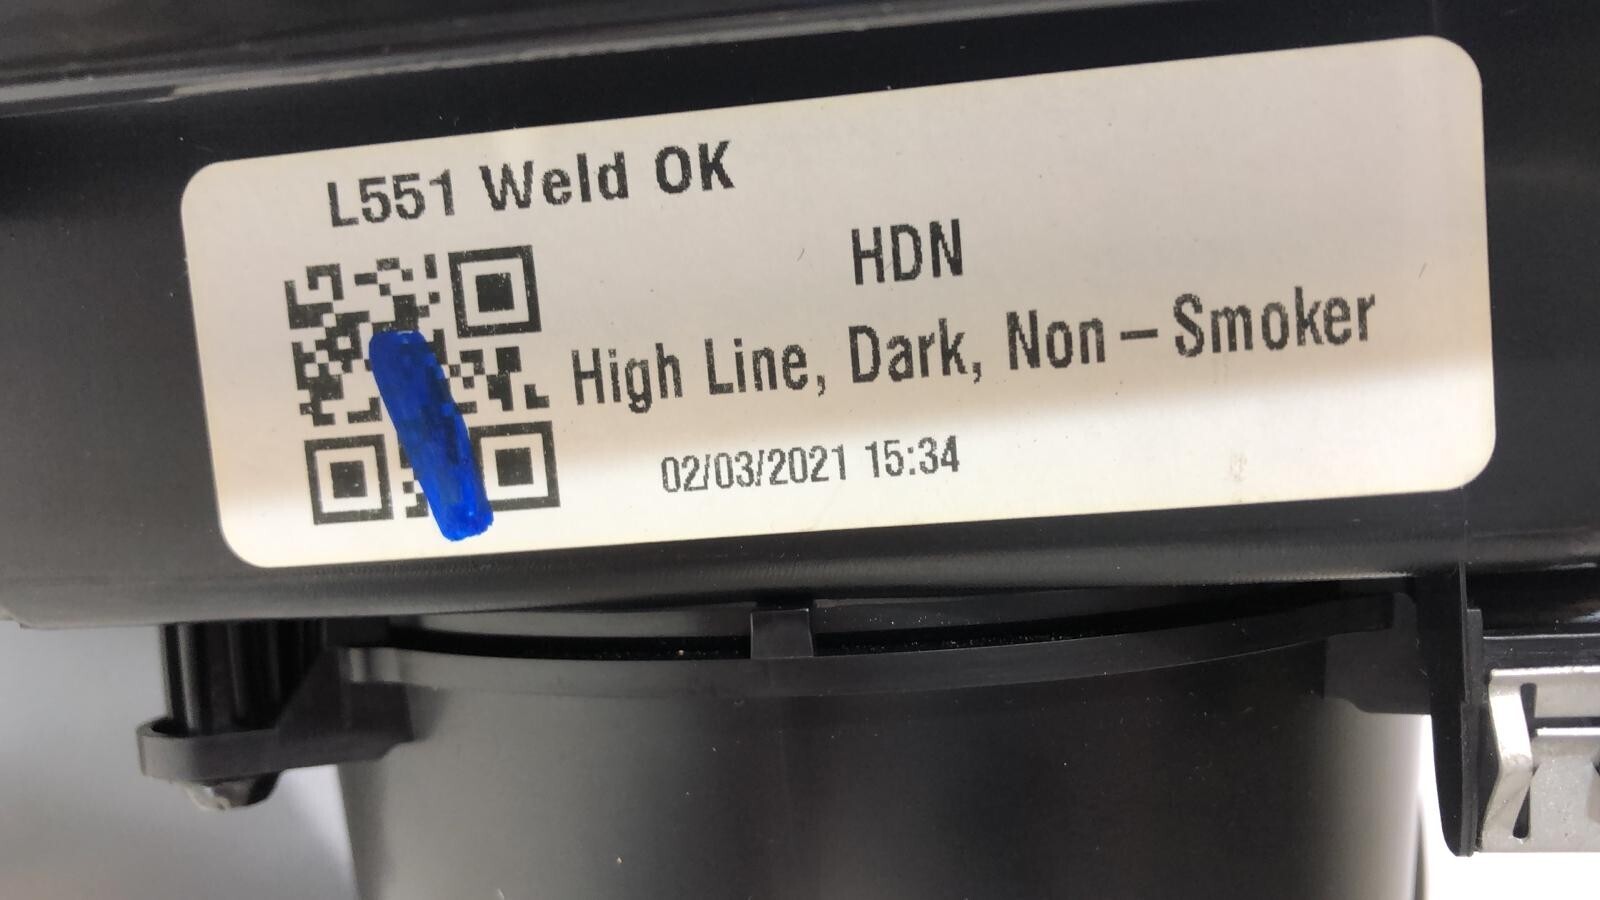 L551 Weld OK
HDN
High Line, Dark, Non-Smoker
02/03/2021 15:34